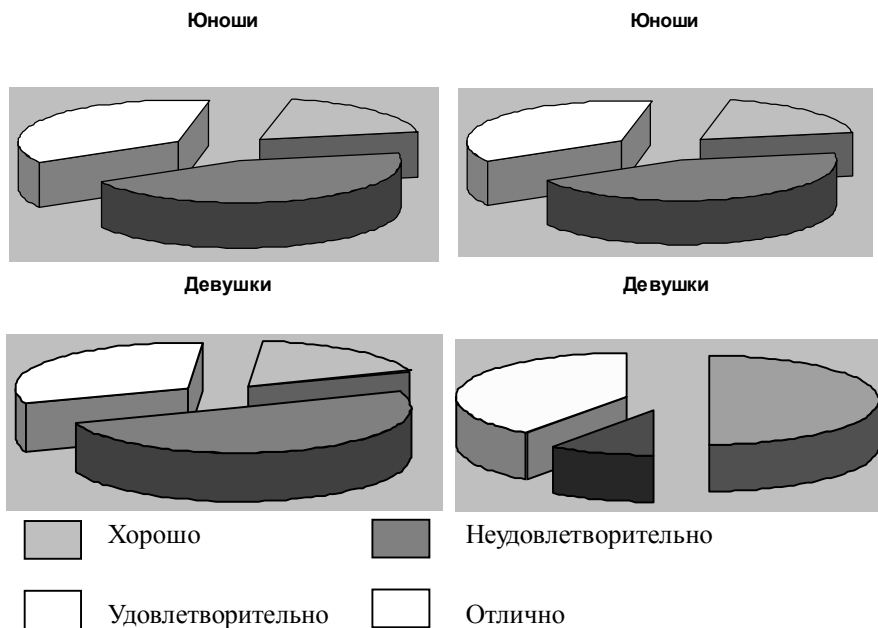 Юноши
Юноши
Девушки
Девушки
Хорошо
Неудовлетворительно
Удовлетворительно
Отлично